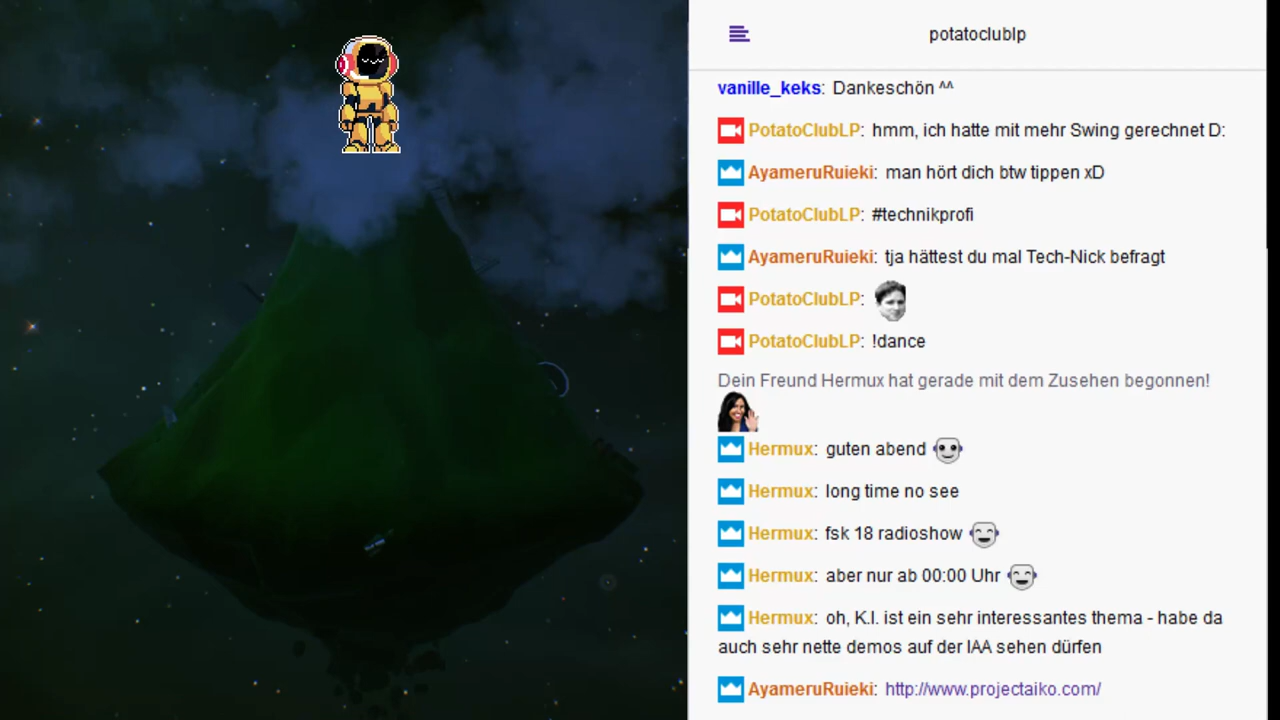 potatoclublp
vanille_keks: Dankeschön ^^
PotatoClubLP: hmm, ich hatte mit mehr Swing gerechnet D:
AyameruRuieki: man hört dich btw tippen xD
PotatoClubLP: #technikprofi
AyameruRuieki: tja hättest du mal Tech-Nick befragt
PotatoClubLP:
PotatoClubLP: !dance
Dein Freund Hermux hat gerade mit dem Zusehen begonnen!
Hermux: guten abend
Hermux: long time no see
Hermux: fsk 18 radioshow
Hermux: aber nur ab 00:00 Uhr
Hermux: oh, K.I. ist ein sehr interessantes thema - habe da
auch sehr nette demos auf der IAA sehen dürfen
AyameruRuieki: http://www.projectaiko.com/